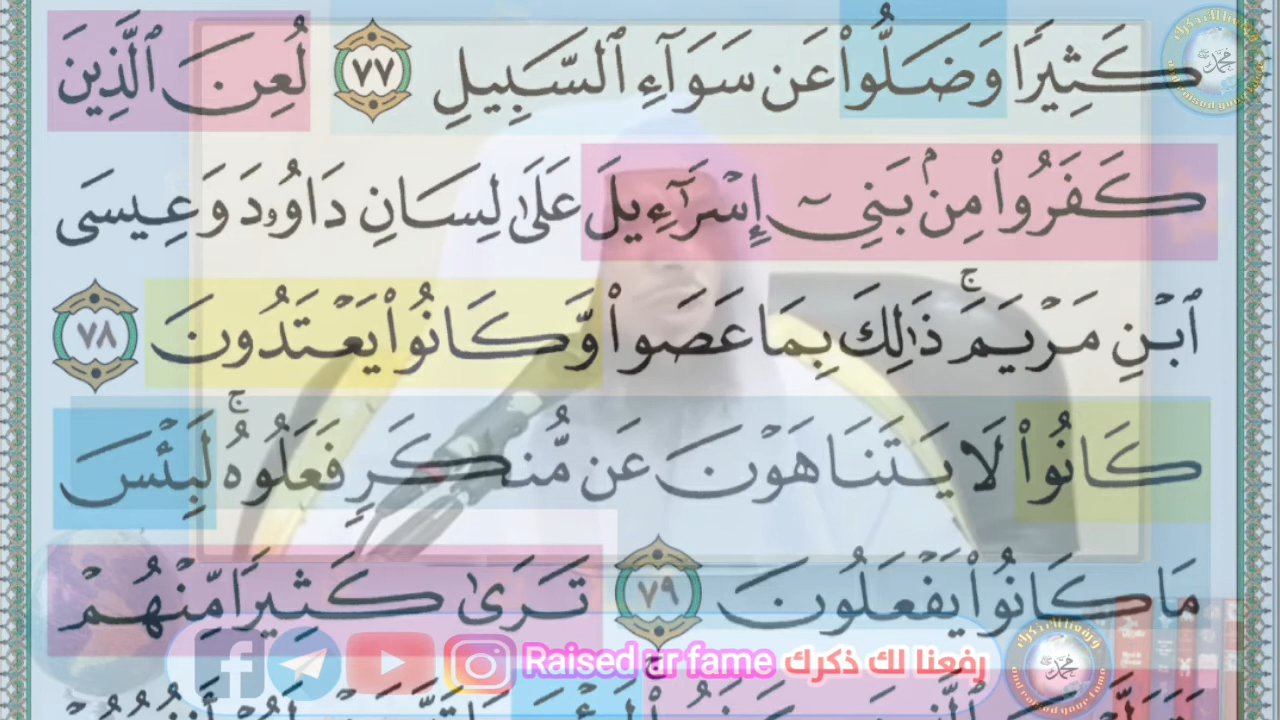 كَثِيرًا وَضَلُّوا۟ عَن سَوَآءِ ٱلسَّبِيلِ ٧٧ لُعِنَ ٱلَّذِينَ
كَفَرُوا۟ مِنۢ بَنِىٓ إِسْرَٰٓءِيلَ عَلَىٰ لِسَانِ دَاوُۥدَ وَعِيسَى
ٱبْنِ مَرْيَمَ ۚ ذَٰلِكَ بِمَا عَصَوا۟ وَّكَانُوا۟ يَعْتَدُونَ ٧٨
كَانُوا۟ لَا يَتَنَاهَوْنَ عَن مُّنكَرٍ فَعَلُوهُ ۚ لَبِئْسَ
مَا كَانُوا۟ يَفْعَلُونَ ٧٩ تَرَىٰ كَثِيرًا مِّنْهُمْ
Raised ur fame رفعنا لك ذكرك